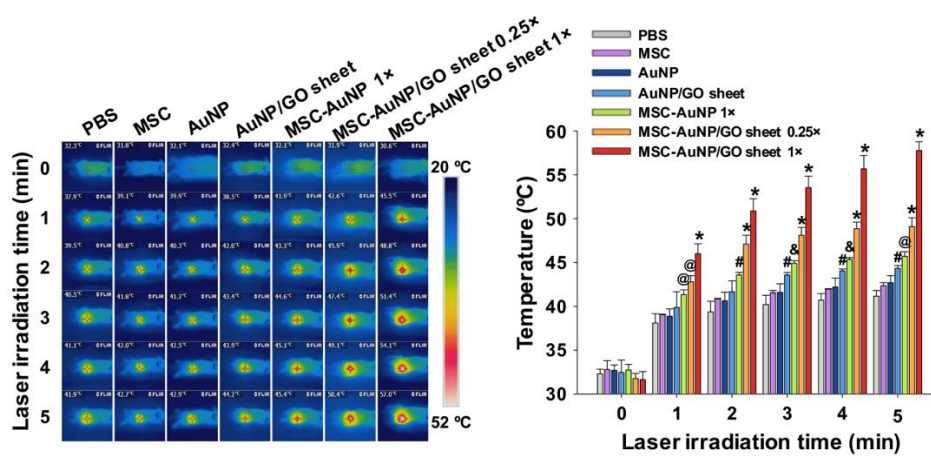 PBS
MSC
AuNP
AuNP/GO sheet
MSC-AuNP 1×
MSC-AuNP/GO sheet 0.25×
MSC-AuNP/GO sheet 1×
Laser irradiation time (min)
0
32.3°C
31.8°C
32.1°C
32.4°C
32.1°C
31.9°C
30.6°C
1
37.9°C
39.1°C
39.9°C
38.5°C
41.9°C
42.6°C
45.5°C
2
39.5°C
40.8°C
40.3°C
42.0°C
43.3°C
45.9°C
48.8°C
3
40.5°C
41.8°C
41.2°C
43.4°C
44.6°C
47.4°C
51.4°C
4
41.1°C
42.0°C
42.5°C
43.9°C
45.1°C
49.1°C
54.1°C
5
41.9°C
42.7°C
42.9°C
44.2°C
45.4°C
50.4°C
57.0°C
20 ºC
52 ºC
PBS
MSC
AuNP
AuNP/GO sheet
MSC-AuNP 1×
MSC-AuNP/GO sheet 0.25×
MSC-AuNP/GO sheet 1×
Temperature (ºC)
60
55
50
45
40
35
30
@ @ *
# * *
# & * *
# & * *
# @ * *
0 1 2 3 4 5
Laser irradiation time (min)